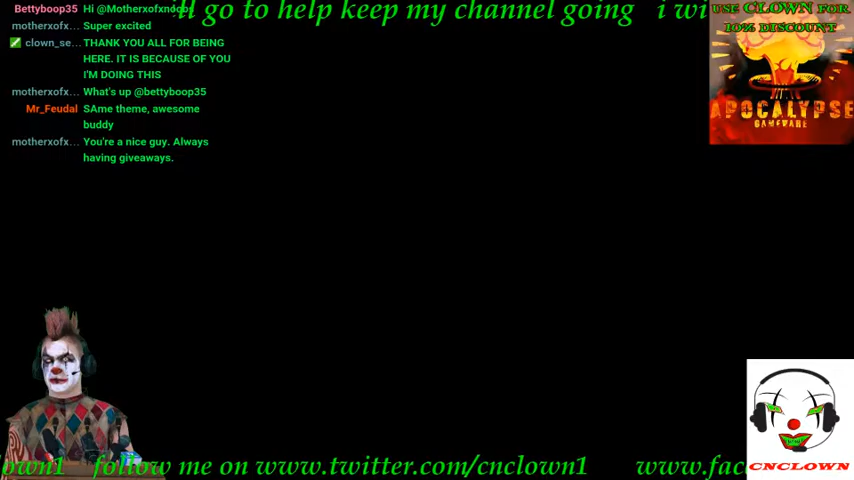 ll go to help keep my channel going i wi
USE CLOWN FOR
10% DISCOUNT
Bettyboop35 Hi @Motherxofxnoobs
motherxofx... Super excited
clown_se... THANK YOU ALL FOR BEING
HERE. IT IS BECAUSE OF YOU
I'M DOING THIS
motherxofx... What's up @bettyboop35
Mr_Feudal SAme theme, awesome
buddy
motherxofx... You're a nice guy. Always
having giveaways.
APOCALYPSE
GAMEWARE
CNCLOWN
lown1 follow me on www.twitter.com/cnclown1 www.fac